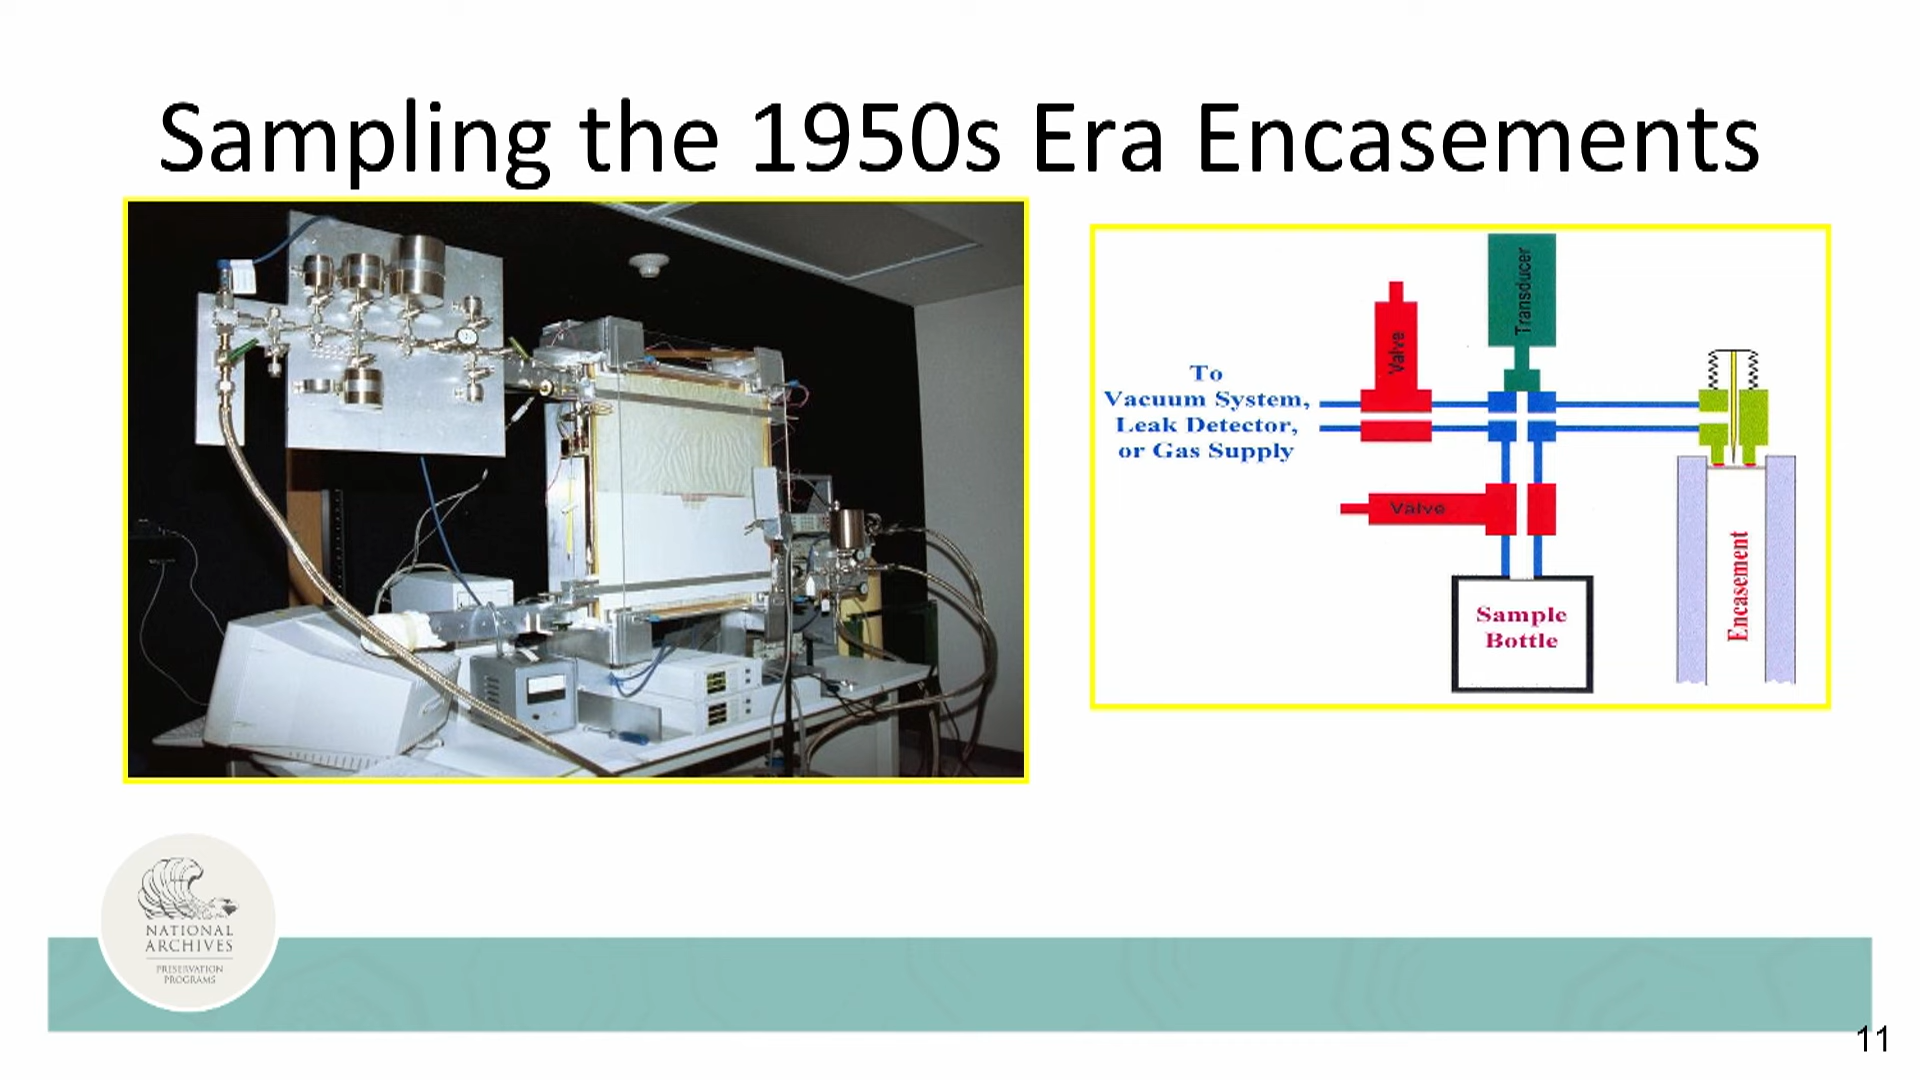 Sampling the 1950s Era Encasements
Transducer
Valve
To
Vacuum System,
Leak Detector,
or Gas Supply
Valve
Encasement
Sample
Bottle
NATIONAL
ARCHIVES
PRESERVATION
PROGRAMS
11